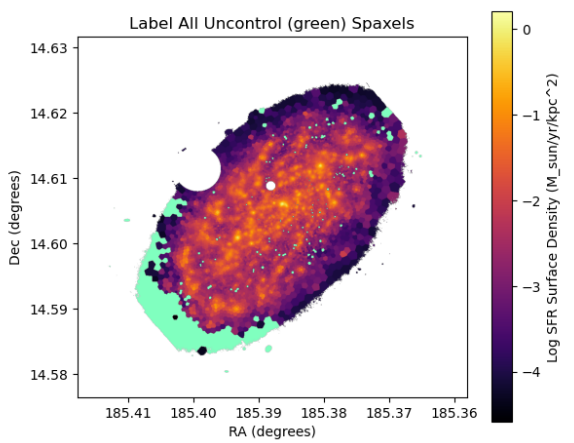 Label All Uncontrol (green) Spaxels
14.63
14.62
14.61
14.60
14.59
14.58
Dec (degrees)
185.41 185.40 185.39 185.38 185.37 185.36
RA (degrees)
0
−1
−2
−3
−4
Log SFR Surface Density (M_sun/yr/kpc^2)